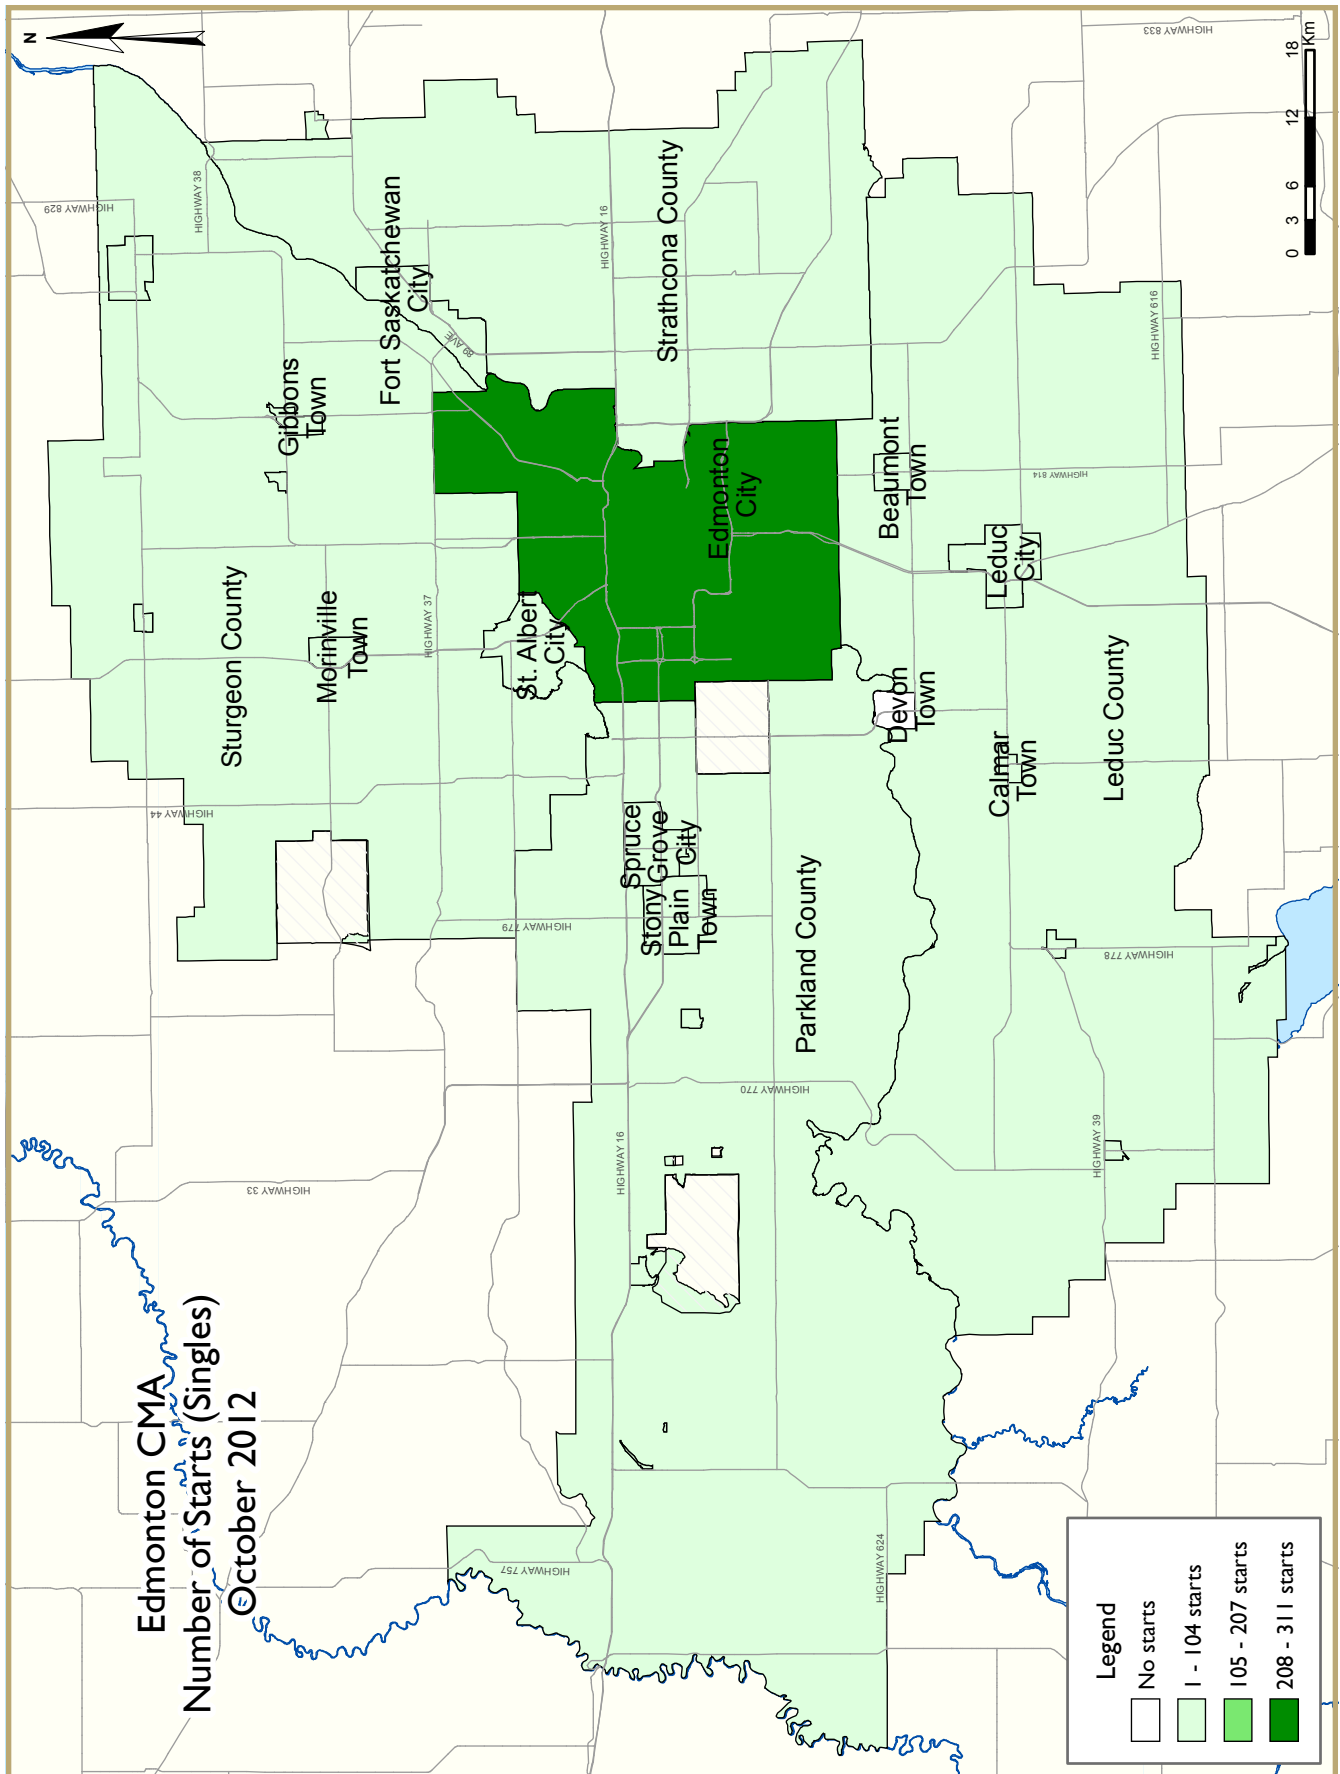 Edmonton CMA
Number of Starts (Singles)
October 2012
N
HIGHWAY 829
HIGHWAY 38
HIGHWAY 833
HIGHWAY 44
HIGHWAY 37
HIGHWAY 33
HIGHWAY 779
HIGHWAY 16
HIGHWAY 16
89 AVE
HIGHWAY 757
HIGHWAY 770
HIGHWAY 624
HIGHWAY 39
HIGHWAY 778
HIGHWAY 814
HIGHWAY 616
Sturgeon County
Gibbons
Town
Morinville
Town
Fort Saskatchewan
City
St. Albert
City
Strathcona County
Edmonton
City
Spruce
Grove
City
Stony
Plain
Town
Parkland County
Beaumont
Town
Devon
Town
Leduc
City
Calmar
Town
Leduc County
Legend
No starts
1 - 104 starts
105 - 207 starts
208 - 311 starts
0 3 6 12 18
Km